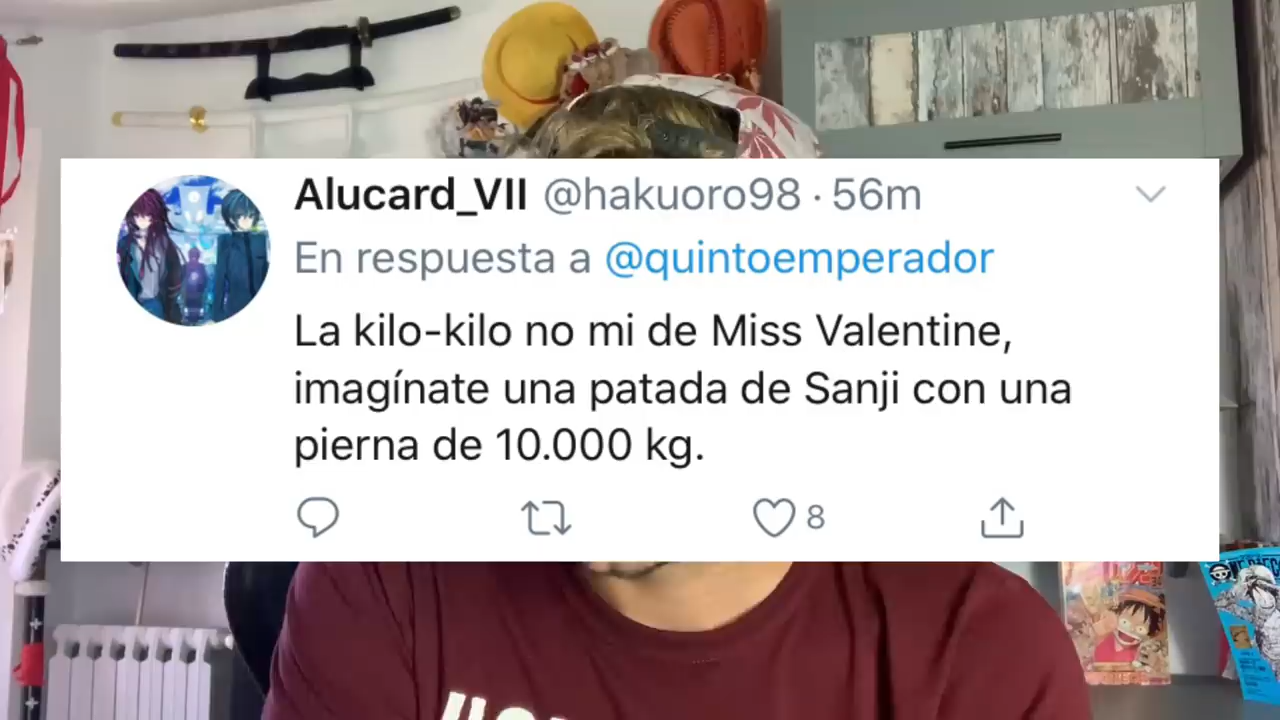 Alucard_VII @hakuoro98 · 56m
En respuesta a @quintoemperador
La kilo-kilo no mi de Miss Valentine,
imagínate una patada de Sanji con una
pierna de 10.000 kg.
8